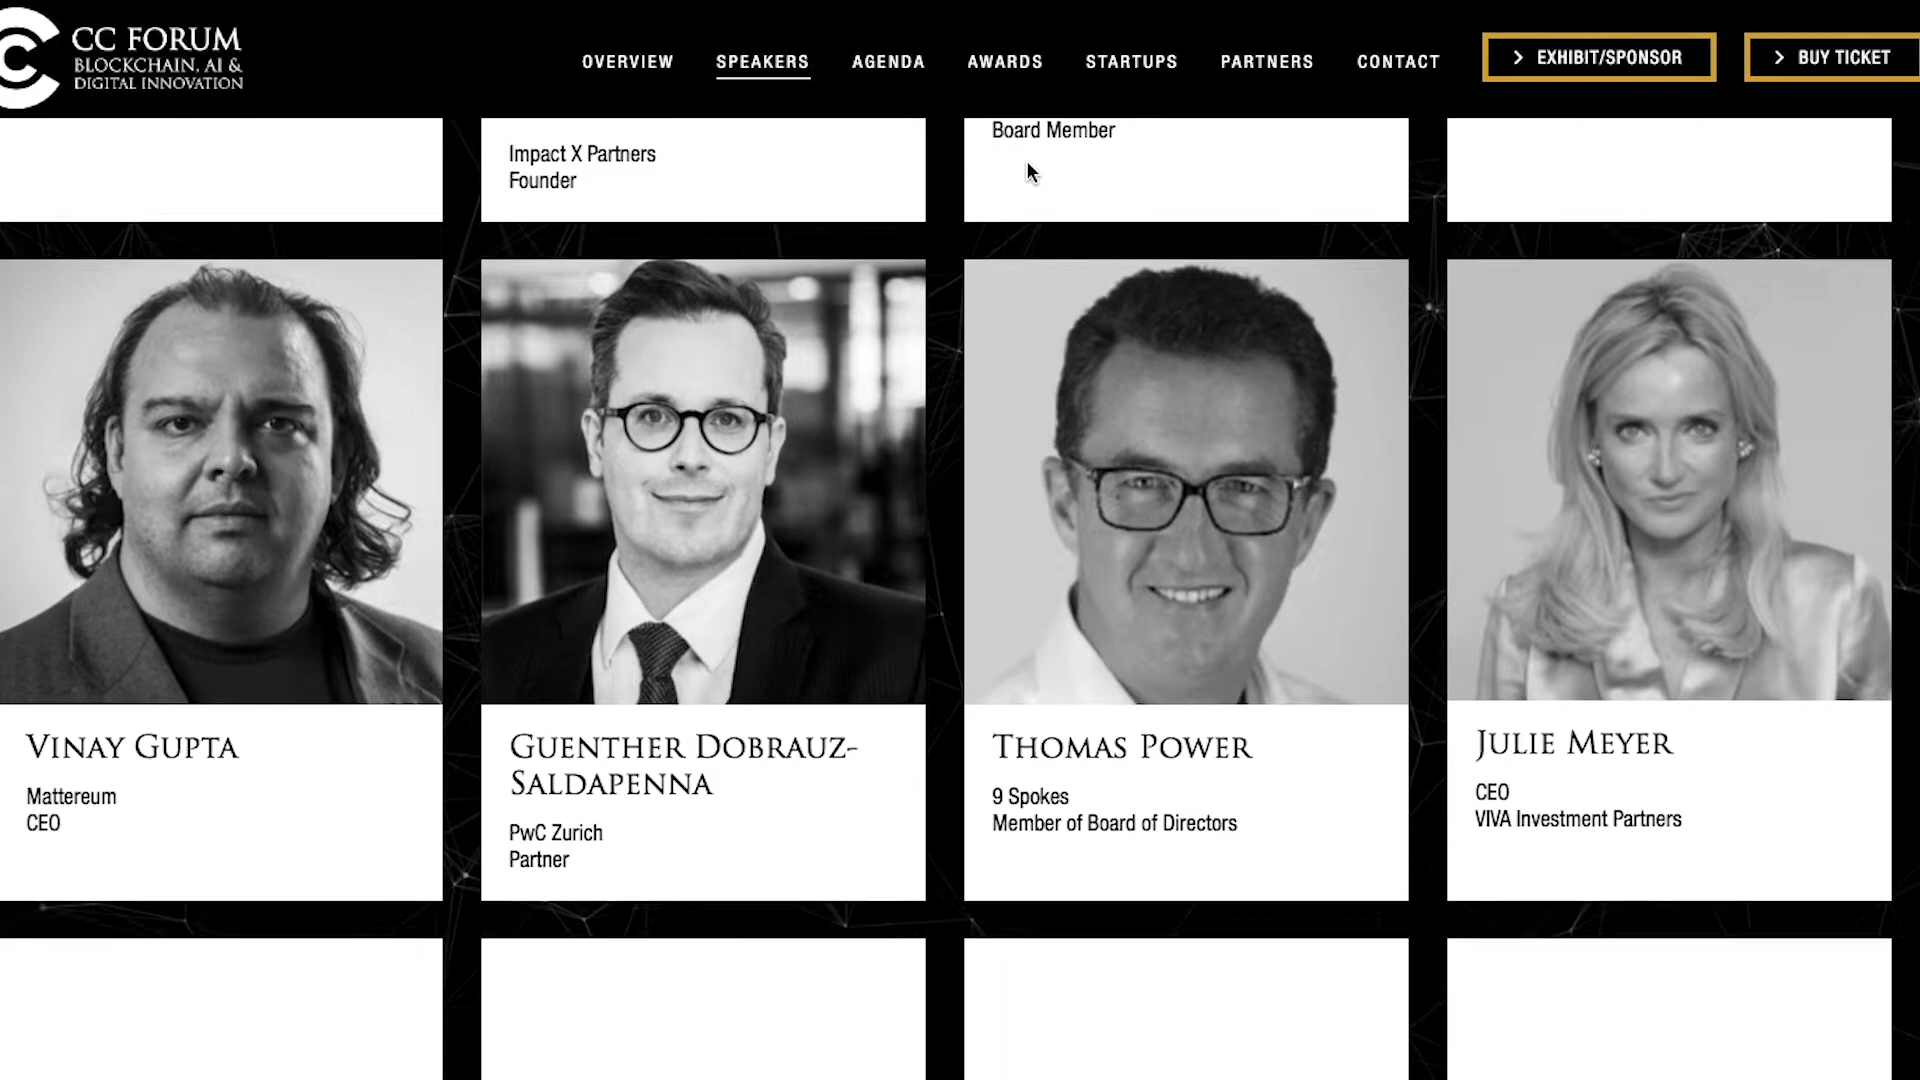 CC FORUM
BLOCKCHAIN, AI &
DIGITAL INNOVATION
OVERVIEW
SPEAKERS
AGENDA
AWARDS
STARTUPS
PARTNERS
CONTACT
EXHIBIT/SPONSOR
BUY TICKET
Impact X Partners
Founder
Board Member
VINAY GUPTA
Mattereum
CEO
GUENTHER DOBRAUZ-
SALDAPENNA
PwC Zurich
Partner
THOMAS POWER
9 Spokes
Member of Board of Directors
JULIE MEYER
CEO
VIVA Investment Partners